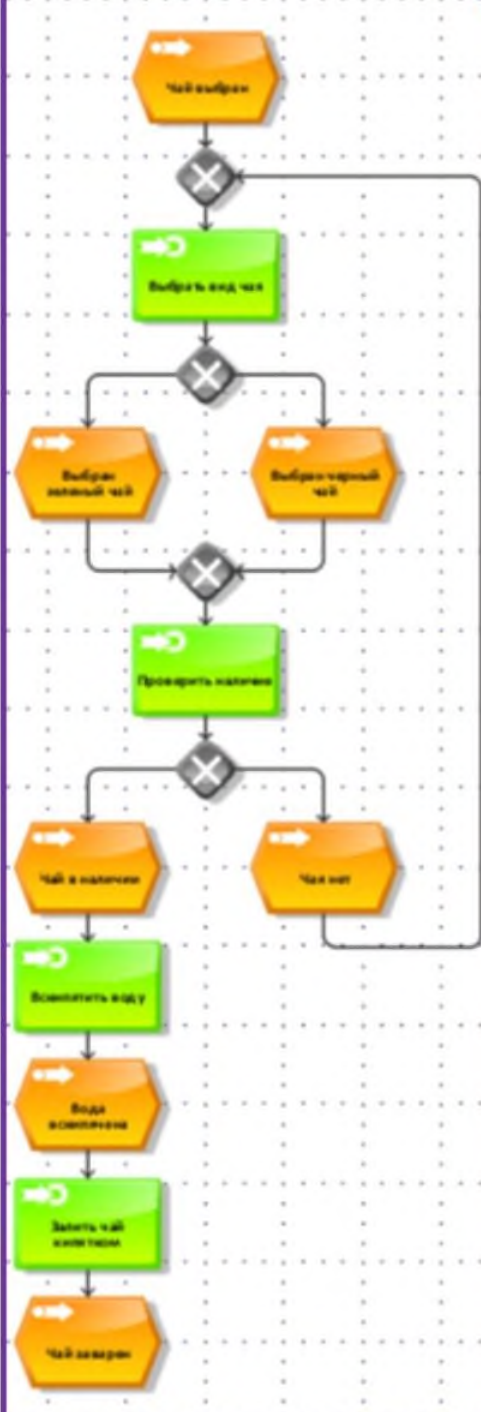 Чай выбран
Выбрать вид чая
Выбран
зеленый чай
Выбран черный
чай
Проверить наличие
Чай в наличии
Чая нет
Вскипятить воду
Вода
вскипячена
Залить чай
кипятком
Чай заварен